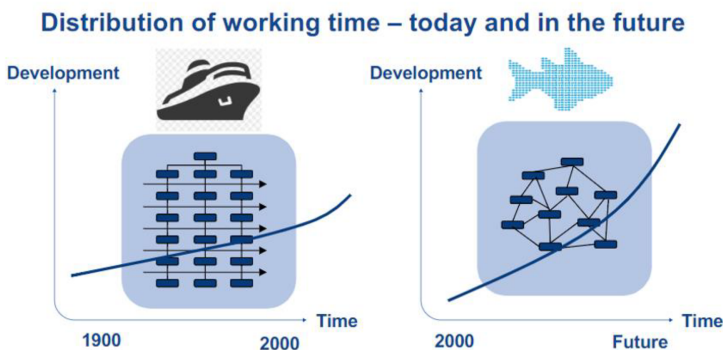 Distribution of working time – today and in the future
Development
Development
Time
1900
2000
Time
2000
Future